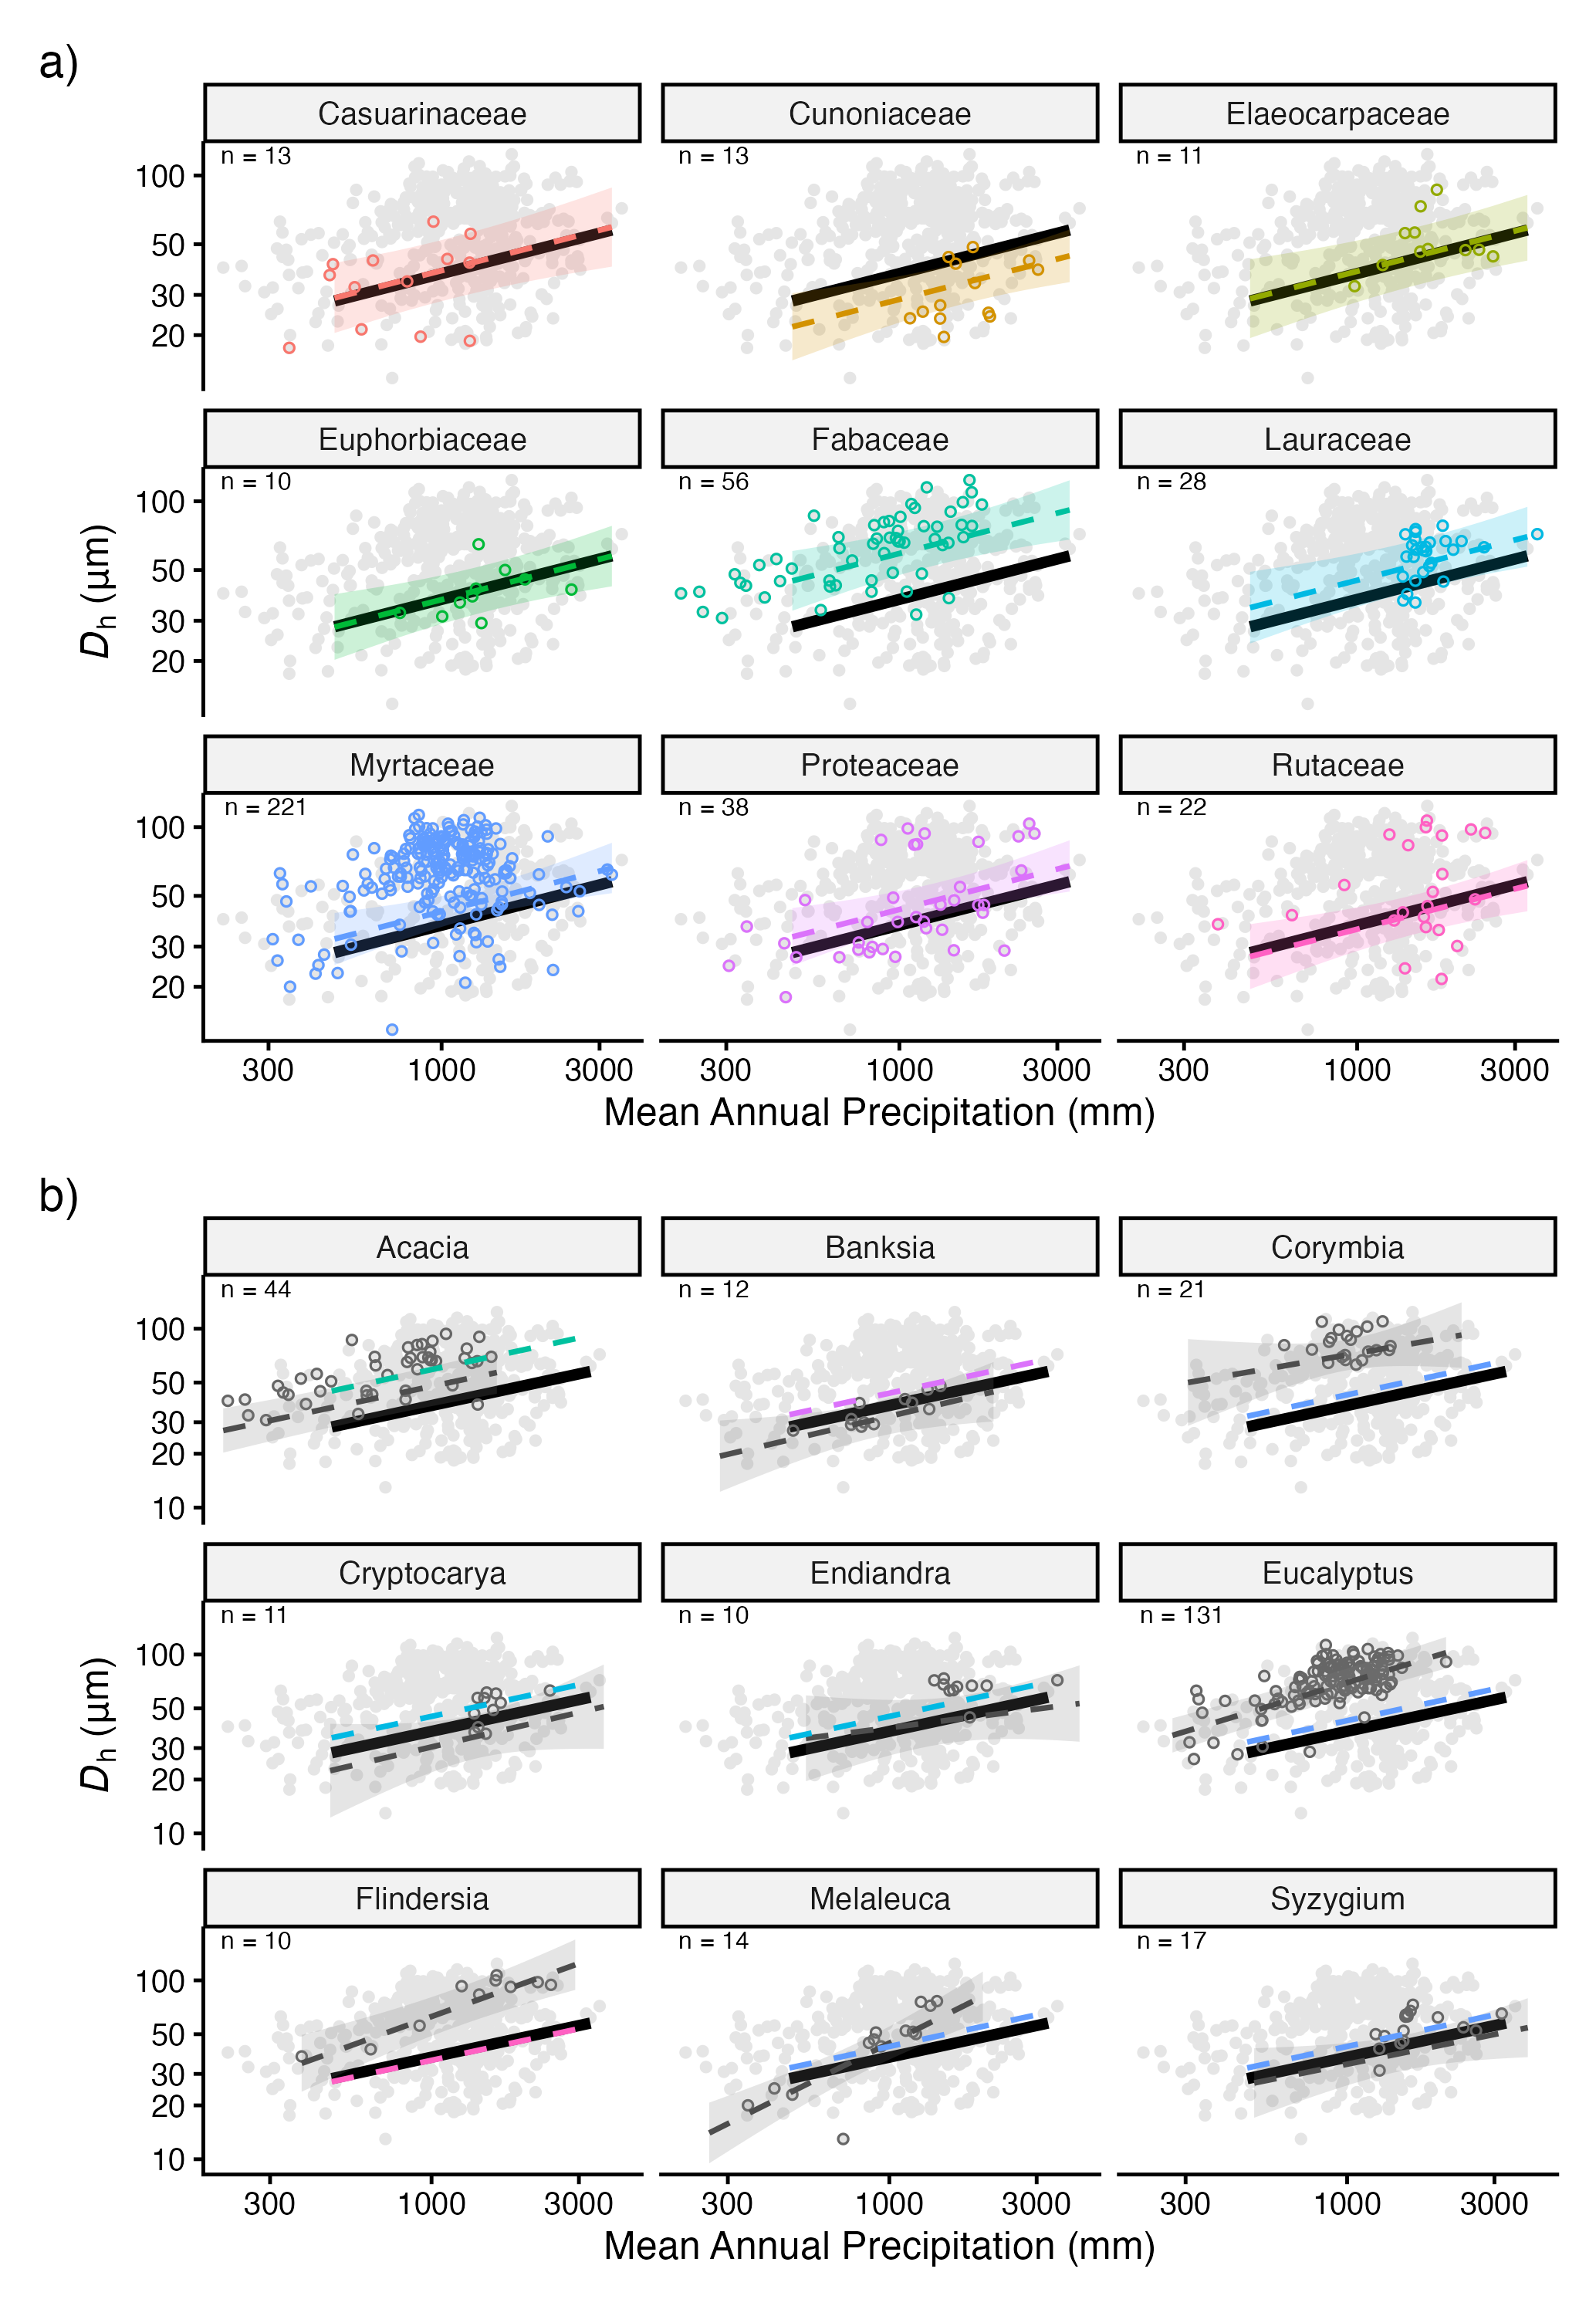 a)
Casuarinaceae Cunoniaceae Elaeocarpaceae
n = 13 n = 13 n = 11
100
50
30
20
Euphorbiaceae Fabaceae Lauraceae
n = 10 n = 56 n = 28
100
50
30
20
Dh (µm)
Myrtaceae Proteaceae Rutaceae
n = 221 n = 38 n = 22
100
50
30
20
300 1000 3000 300 1000 3000 300 1000 3000
Mean Annual Precipitation (mm)
b)
Acacia Banksia Corymbia
n = 44 n = 12 n = 21
100
50
30
20
10
Cryptocarya Endiandra Eucalyptus
n = 11 n = 10 n = 131
100
50
30
20
10
Dh (µm)
Flindersia Melaleuca Syzygium
n = 10 n = 14 n = 17
100
50
30
20
10
300 1000 3000 300 1000 3000 300 1000 3000
Mean Annual Precipitation (mm)